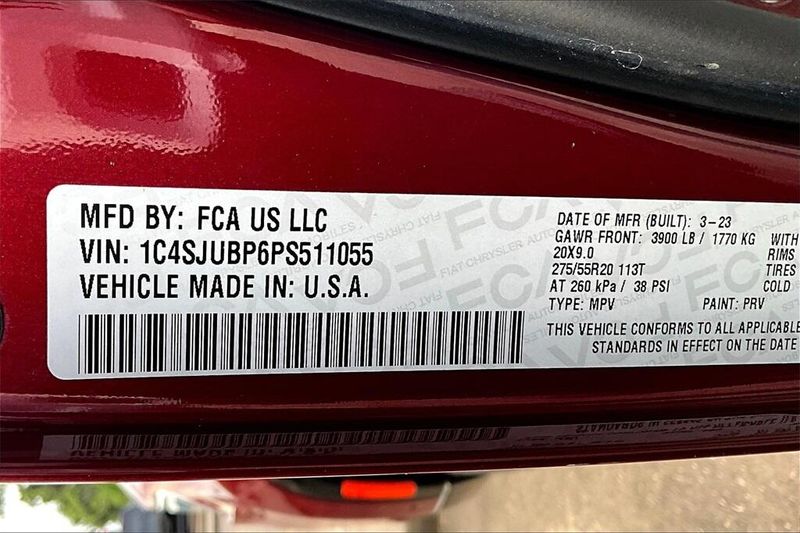 MFD BY: FCA US LLC
VIN: 1C4SJUBP6PS511055
VEHICLE MADE IN: U.S.A.
DATE OF MFR (BUILT): 3-23
GAWR FRONT: 3900 LB / 1770 KG WITH
20X9.0 RIMS
275/55R20 113T TIRES
AT 260 kPa / 38 PSI COLD
TYPE: MPV PAINT: PRV
THIS VEHICLE CONFORMS TO ALL APPLICABLE
STANDARDS IN EFFECT ON THE DATE